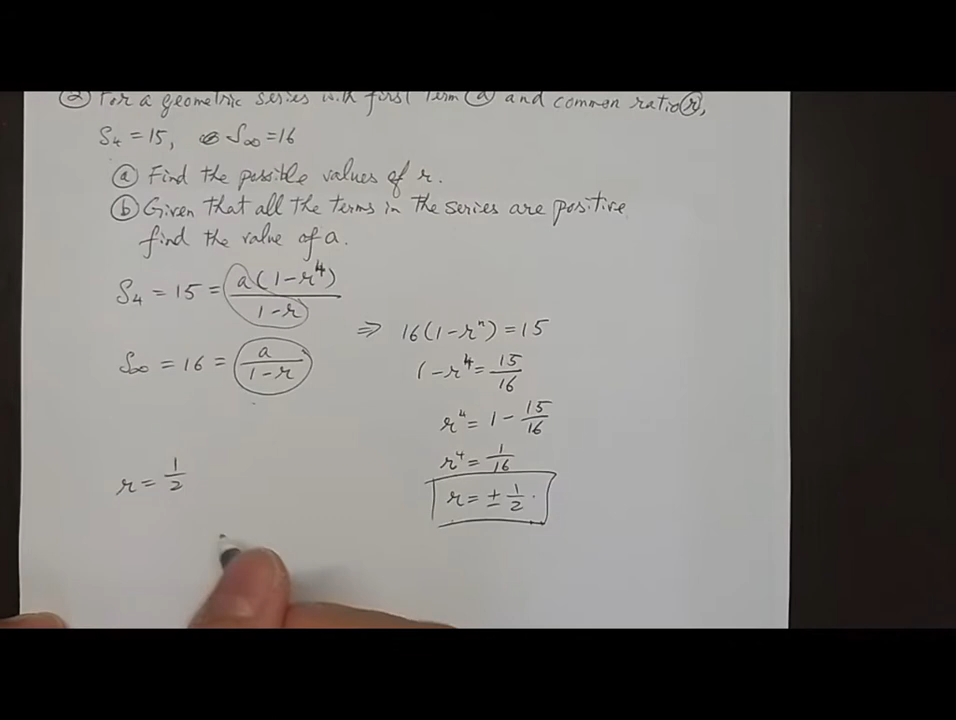 ② For a geometric series with first term ⓐ and common ratio ⓡ,
S₄ = 15, S∞ = 16
ⓐ Find the possible values of r.
ⓑ Given that all the terms in the series are positive
find the value of a.
S₄ = 15 = a(1-r⁴)/(1-r)
S∞ = 16 = a/(1-r)
r = 1/2
⇒ 16(1-rⁿ) = 15
1-r⁴ = 15/16
r⁴ = 1 - 15/16
r⁴ = 1/16
r = ± 1/2.